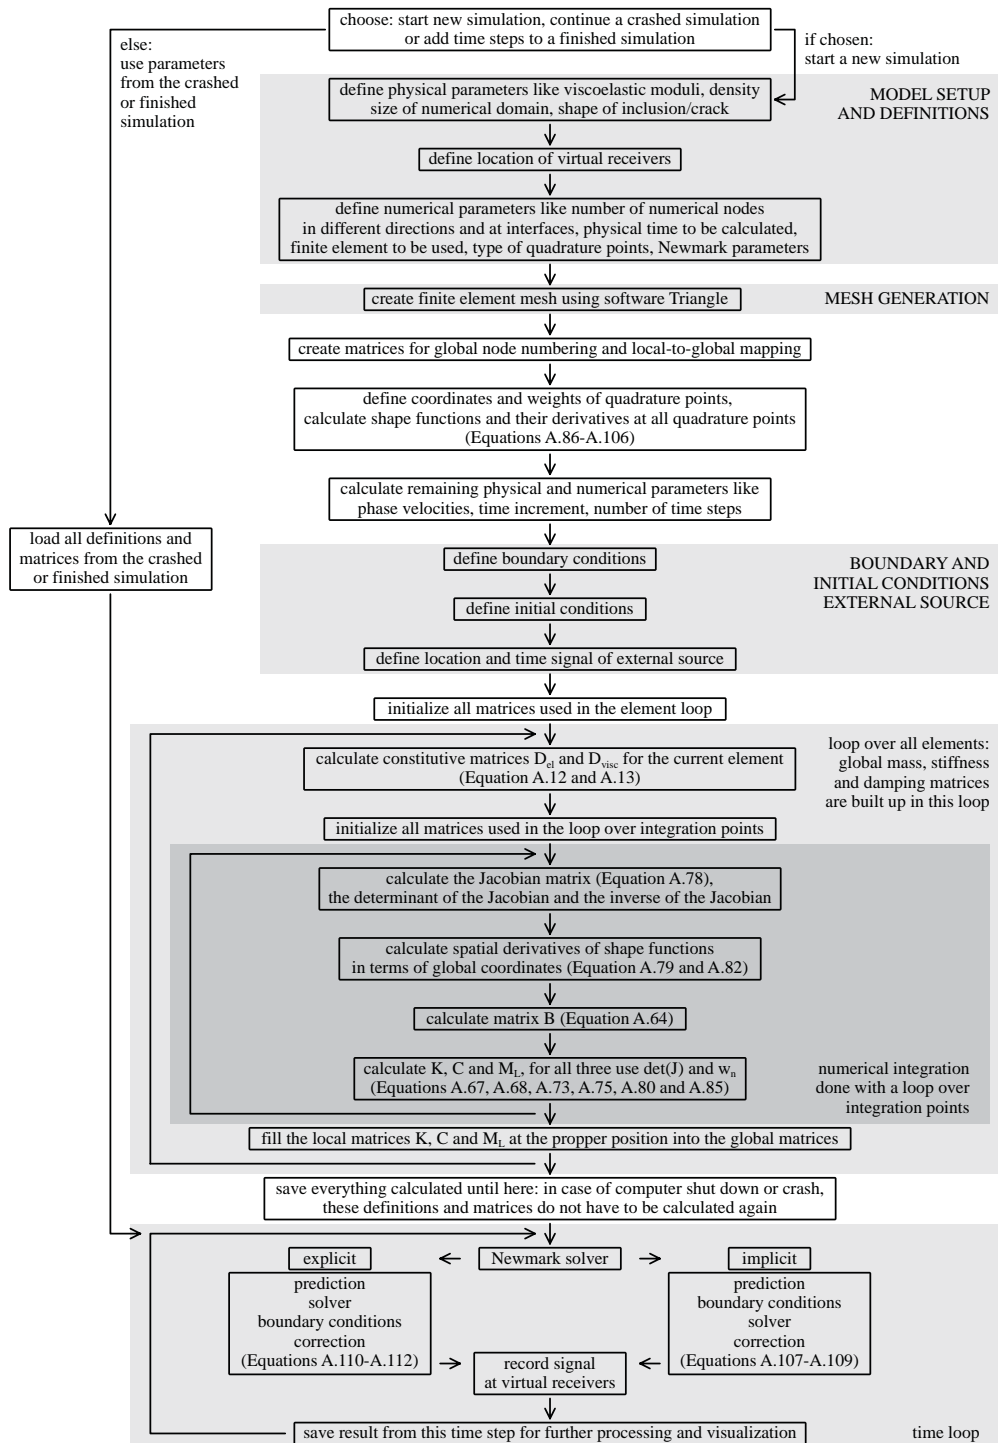 choose: start new simulation, continue a crashed simulation
or add time steps to a finished simulation
else:
use parameters
from the crashed
or finished
simulation
if chosen:
start a new simulation
define physical parameters like viscoelastic moduli, density
size of numerical domain, shape of inclusion/crack
MODEL SETUP
AND DEFINITIONS
define location of virtual receivers
define numerical parameters like number of numerical nodes
in different directions and at interfaces, physical time to be calculated,
finite element to be used, type of quadrature points, Newmark parameters
create finite element mesh using software Triangle
MESH GENERATION
create matrices for global node numbering and local-to-global mapping
define coordinates and weights of quadrature points,
calculate shape functions and their derivatives at all quadrature points
(Equations A.86-A.106)
calculate remaining physical and numerical parameters like
phase velocities, time increment, number of time steps
load all definitions and
matrices from the crashed
or finished simulation
define boundary conditions
BOUNDARY AND
INITIAL CONDITIONS
EXTERNAL SOURCE
define initial conditions
define location and time signal of external source
initialize all matrices used in the element loop
calculate constitutive matrices D_el and D_visc for the current element
(Equation A.12 and A.13)
loop over all elements:
global mass, stiffness
and damping matrices
are built up in this loop
initialize all matrices used in the loop over integration points
calculate the Jacobian matrix (Equation A.78),
the determinant of the Jacobian and the inverse of the Jacobian
calculate spatial derivatives of shape functions
in terms of global coordinates (Equation A.79 and A.82)
calculate matrix B (Equation A.64)
calculate K, C and M_L, for all three use det(J) and w_n
(Equations A.67, A.68, A.73, A.75, A.80 and A.85)
numerical integration
done with a loop over
integration points
fill the local matrices K, C and M_L at the propper position into the global matrices
save everything calculated until here: in case of computer shut down or crash,
these definitions and matrices do not have to be calculated again
explicit
Newmark solver
implicit
prediction
solver
boundary conditions
correction
(Equations A.110-A.112)
prediction
boundary conditions
solver
correction
(Equations A.107-A.109)
record signal
at virtual receivers
save result from this time step for further processing and visualization
time loop